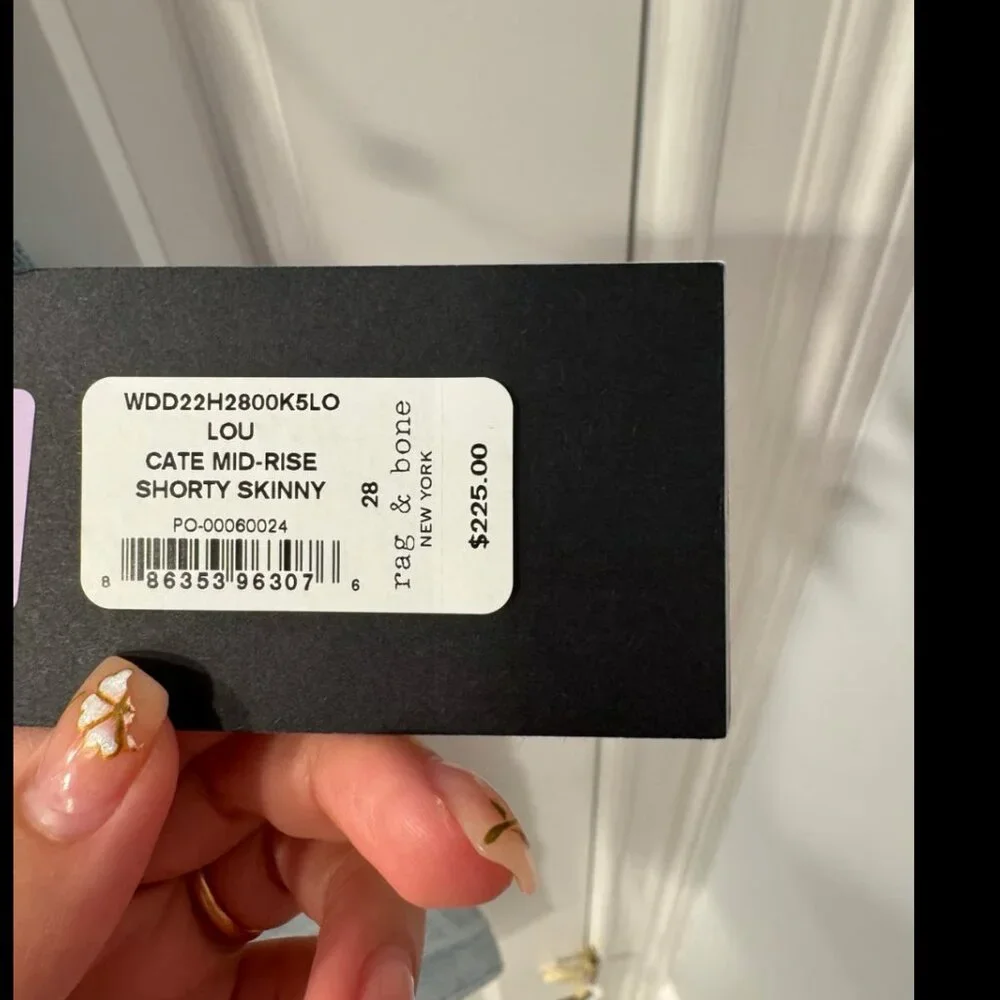 WDD22H2800K5LO
LOU
CATE MID-RISE
SHORTY SKINNY
PO-00060024
8 86353 96307 6
28
rag & bone
NEW YORK
$225.00